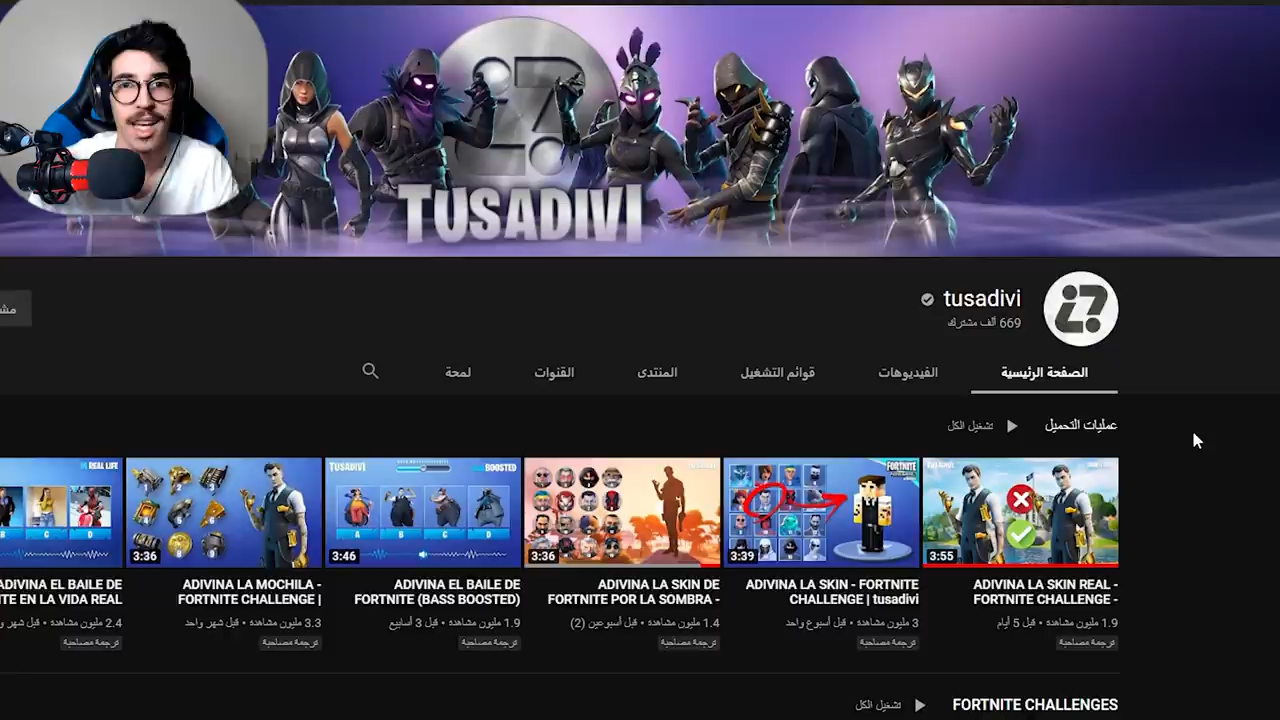 TUSADIVI
tusadivi
669 ألف مشترك
الصفحة الرئيسية
الفيديوهات
قوائم التشغيل
المنتدى
القنوات
لمحة
عمليات التحميل
تشغيل الكل
3:55
ADIVINA LA SKIN REAL -
FORTNITE CHALLENGE -
1.9 مليون مشاهدة • قبل 5 أيام
ترجمة مصاحبة
FORTNITE
3:39
ADIVINA LA SKIN - FORTNITE
CHALLENGE | tusadivi
3 مليون مشاهدة • قبل أسبوع واحد
ترجمة مصاحبة
3:36
ADIVINA LA SKIN DE
FORTNITE POR LA SOMBRA -
1.4 مليون مشاهدة • قبل أسبوعين (2)
ترجمة مصاحبة
TUSADIVI
BOOSTED
A B C D
3:46
ADIVINA EL BAILE DE
FORTNITE (BASS BOOSTED)
1.9 مليون مشاهدة • قبل 3 أسابيع
ترجمة مصاحبة
3:36
ADIVINA LA MOCHILA -
FORTNITE CHALLENGE |
3.3 مليون مشاهدة • قبل شهر واحد
ترجمة مصاحبة
REAL LIFE
B C D
ADIVINA EL BAILE DE
TE EN LA VIDA REAL
2.4 مليون مشاهدة • قبل شهر و
ترجمة مصاحبة
FORTNITE CHALLENGES
تشغيل الكل